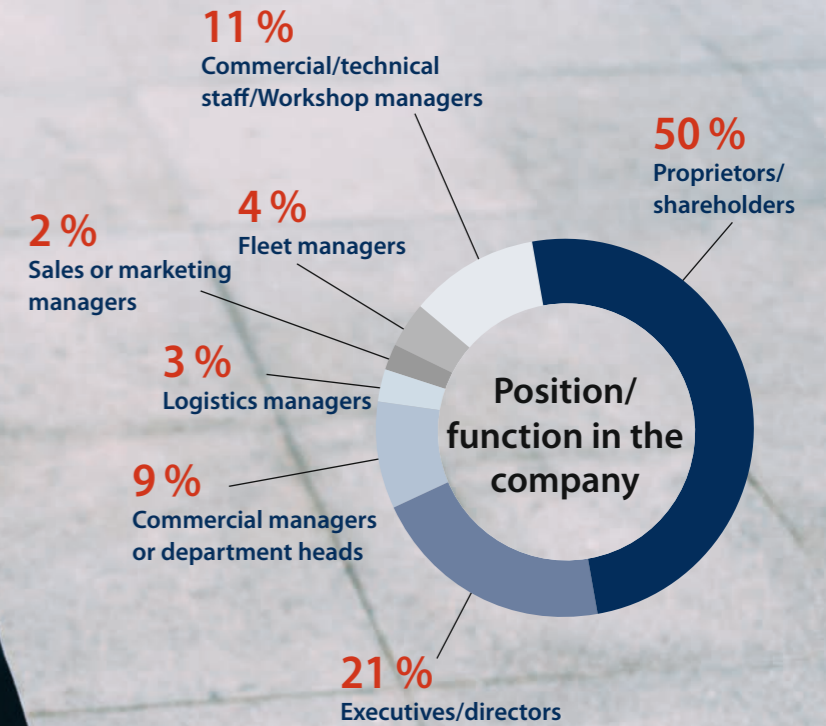 11 %
Commercial/technical
staff/Workshop managers
50 %
Proprietors/
shareholders
4 %
Fleet managers
2 %
Sales or marketing
managers
3 %
Logistics managers
Position/
function in the
company
9 %
Commercial managers
or department heads
21 %
Executives/directors